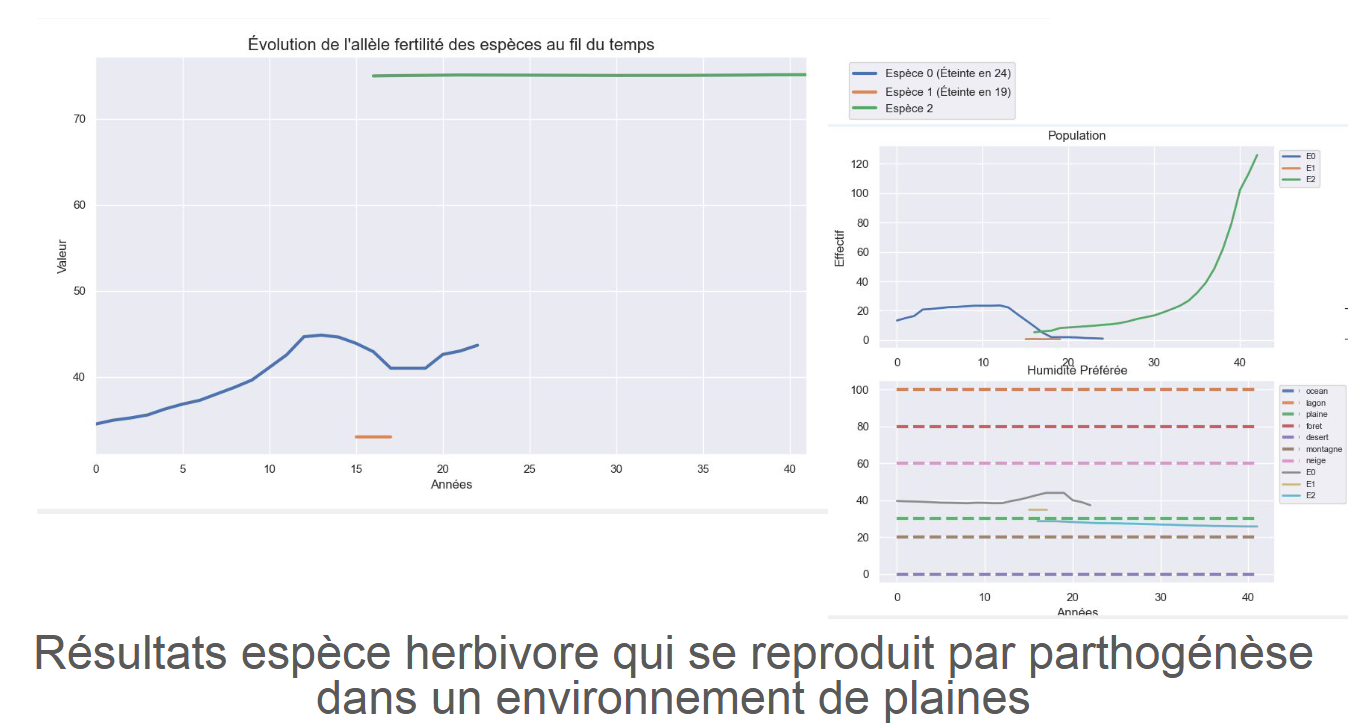 Évolution de l'allèle fertilité des espèces au fil du temps
Valeur
70
60
50
40
0 5 10 15 20 25 30 35 40
Années
Espèce 0 (Éteinte en 24)
Espèce 1 (Éteinte en 19)
Espèce 2
Population
Effectif
120
100
80
60
40
20
0
0 10 20 30 40
E0
E1
E2
Humidité Préférée
100
80
60
40
20
0
0 10 20 30 40
Années
ocean
lagon
plaine
foret
desert
montagne
neige
E0
E1
E2
Résultats espèce herbivore qui se reproduit par parthogénèse
dans un environnement de plaines